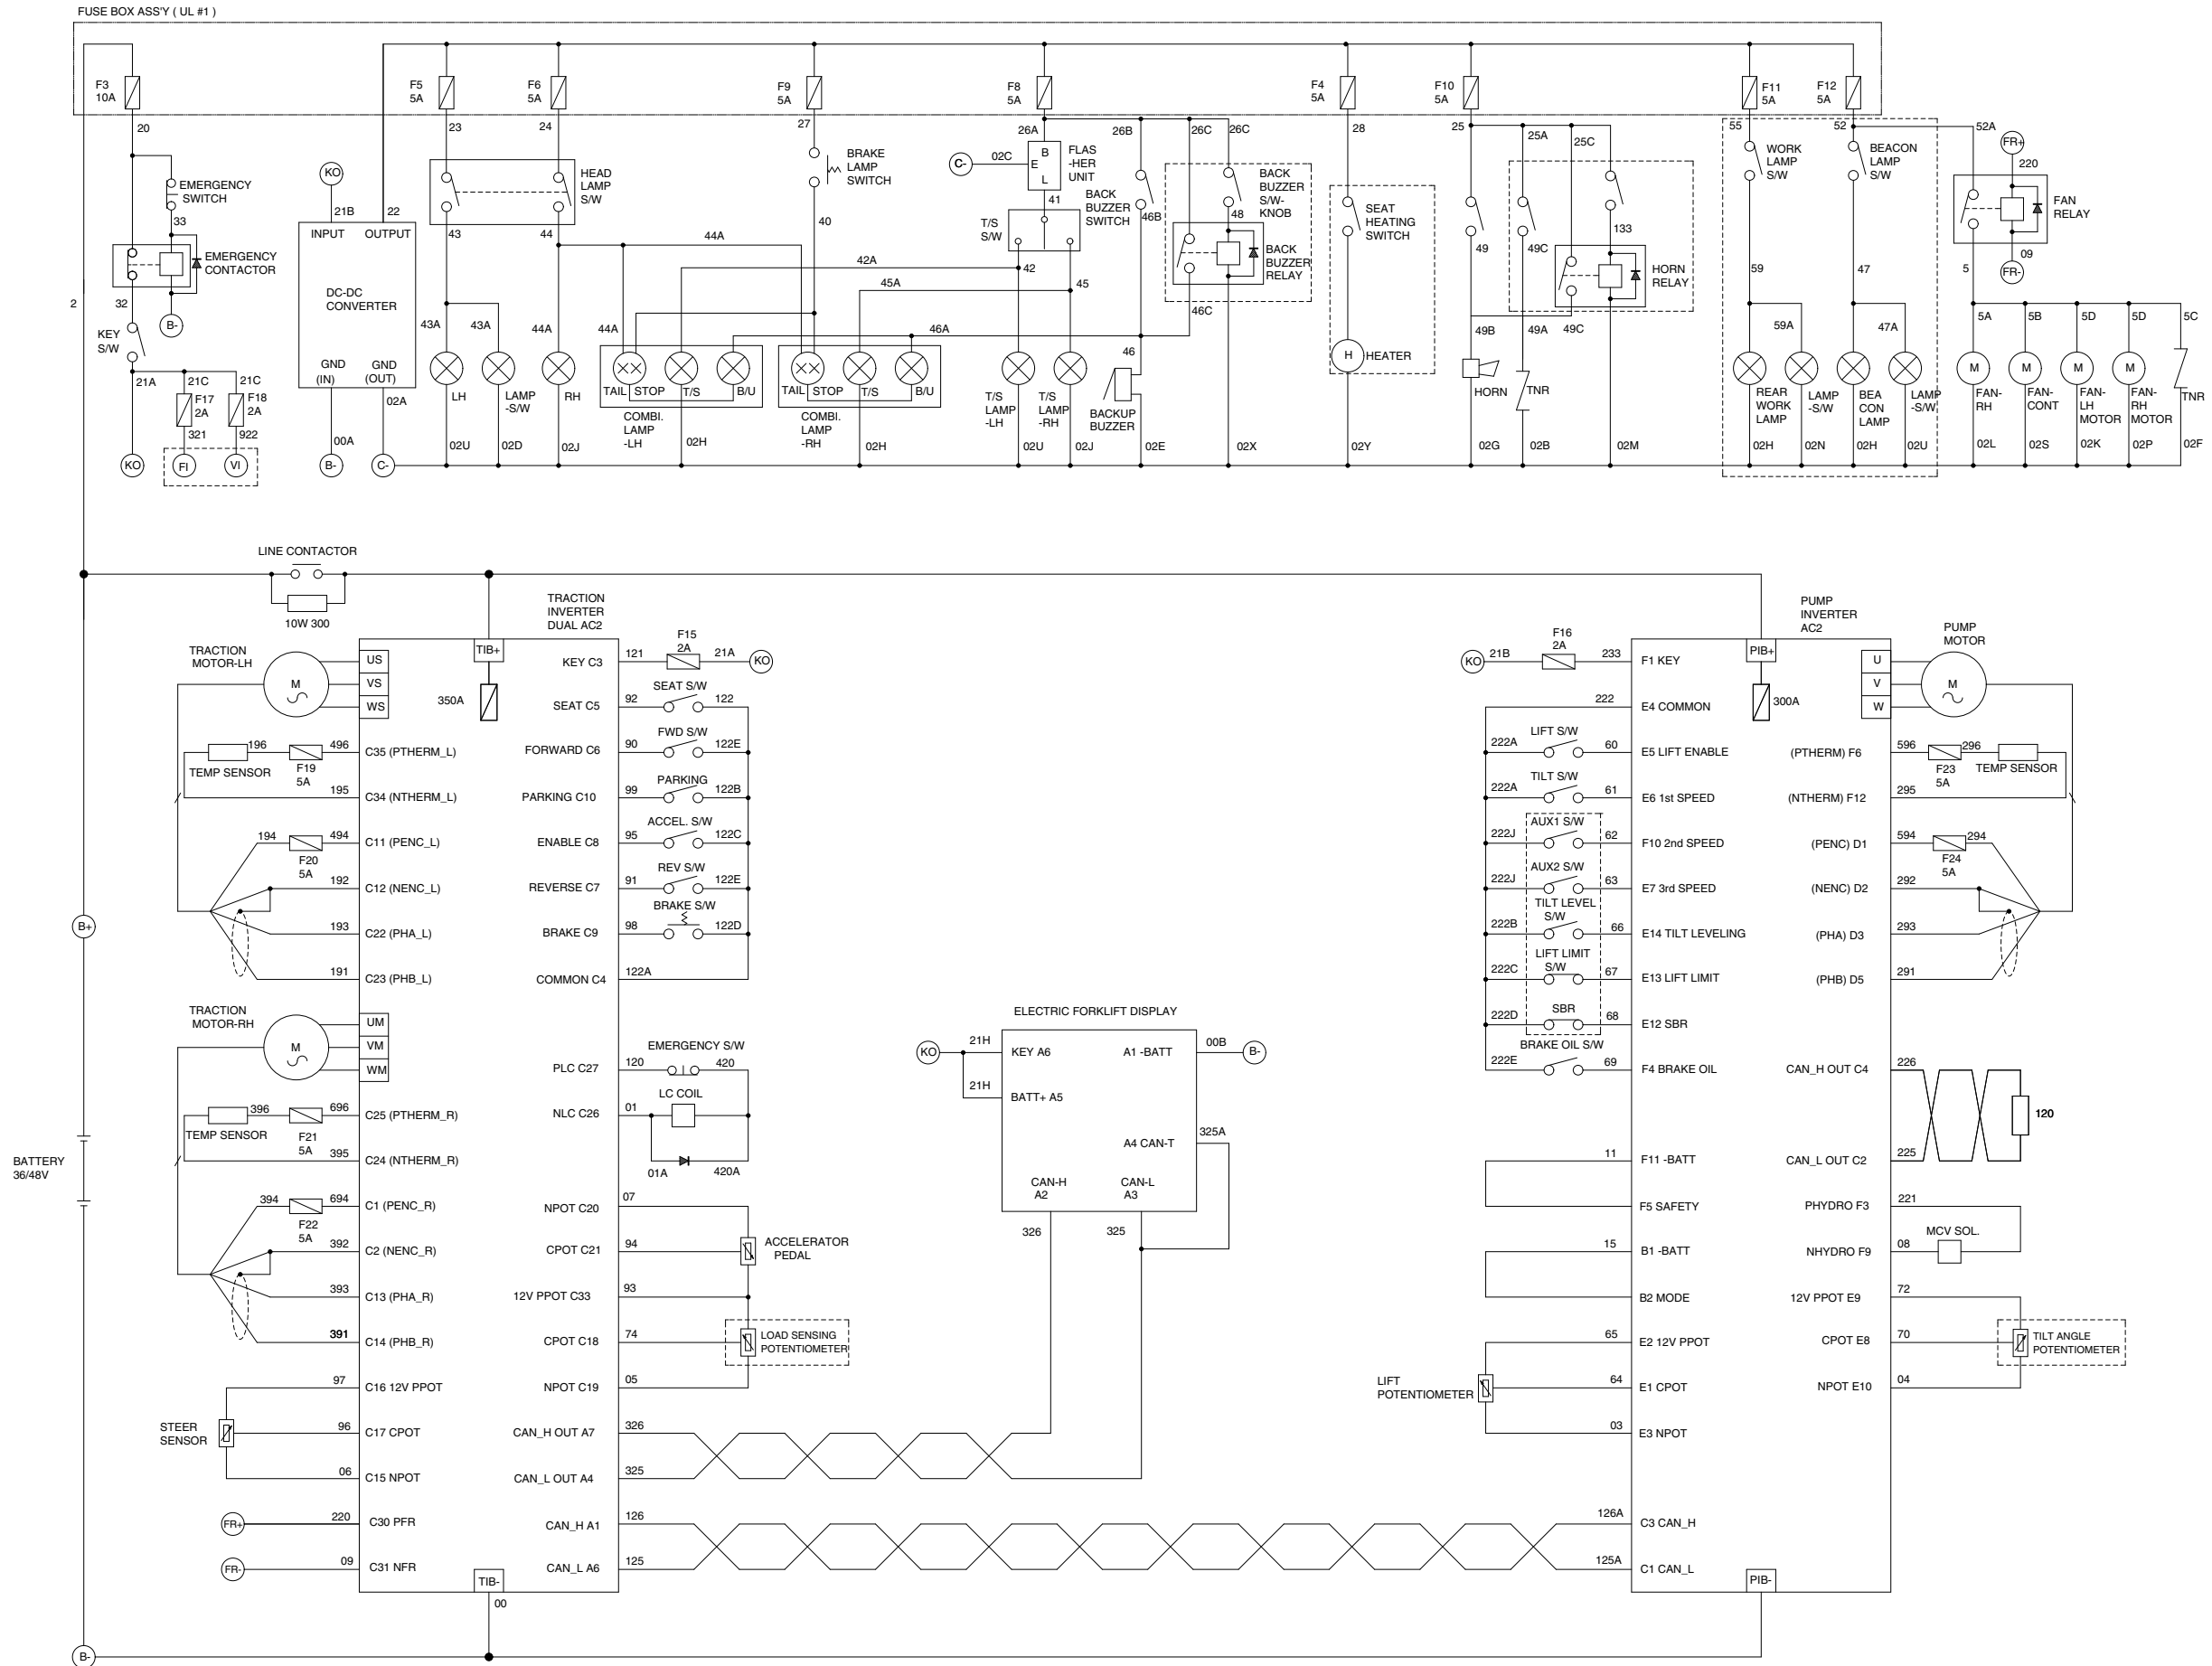 FUSE BOX ASS'Y ( UL #1 )
F3
10A
F5
5A
F6
5A
F9
5A
F8
5A
F4
5A
F10
5A
F11
5A
F12
5A
20
23
24
27
26A
26B
26C
26C
28
25
25A
25C
55
52
52A
FR+
220
EMERGENCY
SWITCH
33
KO
21B
22
INPUT
OUTPUT
HEAD
LAMP
S/W
BRAKE
LAMP
SWITCH
C-
02C
B
E
L
FLAS
-HER
UNIT
41
BACK
BUZZER
SWITCH
46B
BACK
BUZZER
S/W-
KNOB
48
SEAT
HEATING
SWITCH
WORK
LAMP
S/W
BEACON
LAMP
S/W
FAN
RELAY
09
FR-
EMERGENCY
CONTACTOR
32
B-
DC-DC
CONVERTER
43
44
44A
40
T/S
S/W
42A
42
45A
45
BACK
BUZZER
RELAY
46C
49
49C
133
HORN
RELAY
59
47
5
2
KEY
S/W
GND
(IN)
GND
(OUT)
43A
43A
44A
44A
46A
46
49B
49A
49C
59A
47A
5A
5B
5D
5D
5C
21A
21C
21C
F17
2A
F18
2A
321
922
02A
00A
LH
LAMP
-S/W
RH
TAIL
STOP
T/S
B/U
COMBI.
LAMP
-LH
TAIL
STOP
T/S
B/U
COMBI.
LAMP
-RH
T/S
LAMP
-LH
T/S
LAMP
-RH
BACKUP
BUZZER
H
HEATER
HORN
TNR
REAR
WORK
LAMP
LAMP
-S/W
BEA
CON
LAMP
LAMP
-S/W
M
M
M
M
FAN-
RH
FAN-
CONT
FAN-
LH
MOTOR
FAN-
RH
MOTOR
TNR
02U
02D
02J
02H
02H
02U
02J
02E
02X
02Y
02G
02B
02M
02H
02N
02H
02U
02L
02S
02K
02P
02F
KO
FI
VI
B-
C-
LINE CONTACTOR
10W 300
TRACTION
INVERTER
DUAL AC2
PUMP
INVERTER
AC2
PUMP
MOTOR
TRACTION
MOTOR-LH
M
US
VS
WS
TIB+
350A
KEY C3
121
F15
2A
21A
KO
SEAT C5
92
SEAT S/W
122
FORWARD C6
90
FWD S/W
122E
PARKING C10
99
PARKING
122B
ENABLE C8
95
ACCEL. S/W
122C
REVERSE C7
91
REV S/W
122E
BRAKE C9
98
BRAKE S/W
122D
COMMON C4
122A
TEMP SENSOR
196
F19
5A
496
C35 (PTHERM_L)
195
C34 (NTHERM_L)
194
F20
5A
494
C11 (PENC_L)
192
C12 (NENC_L)
193
C22 (PHA_L)
191
C23 (PHB_L)
TRACTION
MOTOR-RH
M
UM
VM
WM
TEMP SENSOR
396
F21
5A
696
C25 (PTHERM_R)
395
C24 (NTHERM_R)
394
F22
5A
694
C1 (PENC_R)
392
C2 (NENC_R)
393
C13 (PHA_R)
391
C14 (PHB_R)
STEER
SENSOR
97
C16 12V PPOT
96
C17 CPOT
06
C15 NPOT
FR+
220
C30 PFR
FR-
09
C31 NFR
PLC C27
120
EMERGENCY S/W
420
NLC C26
01
LC COIL
01A
420A
NPOT C20
07
CPOT C21
94
ACCELERATOR
PEDAL
12V PPOT C33
93
CPOT C18
74
LOAD SENSING
POTENTIOMETER
NPOT C19
05
CAN_H OUT A7
326
CAN_L OUT A4
325
CAN_H A1
126
CAN_L A6
125
TIB-
00
ELECTRIC FORKLIFT DISPLAY
KO
21H
21H
KEY A6
BATT+ A5
A1 -BATT
00B
B-
A4 CAN-T
325A
CAN-H
A2
CAN-L
A3
326
325
KO
21B
F16
2A
233
F1 KEY
222
E4 COMMON
222A
LIFT S/W
60
E5 LIFT ENABLE
222A
TILT S/W
61
E6 1st SPEED
222J
AUX1 S/W
62
F10 2nd SPEED
222J
AUX2 S/W
63
E7 3rd SPEED
222B
TILT LEVEL
S/W
66
E14 TILT LEVELING
222C
LIFT LIMIT
S/W
67
E13 LIFT LIMIT
222D
SBR
68
E12 SBR
222E
BRAKE OIL S/W
69
F4 BRAKE OIL
11
F11 -BATT
F5 SAFETY
15
B1 -BATT
B2 MODE
LIFT
POTENTIOMETER
65
E2 12V PPOT
64
E1 CPOT
03
E3 NPOT
126A
C3 CAN_H
125A
C1 CAN_L
PIB+
300A
U
V
W
M
(PTHERM) F6
596
F23
5A
296
TEMP SENSOR
(NTHERM) F12
295
(PENC) D1
594
F24
5A
294
(NENC) D2
292
(PHA) D3
293
(PHB) D5
291
CAN_H OUT C4
226
120
CAN_L OUT C2
225
PHYDRO F3
221
NHYDRO F9
08
MCV SOL.
12V PPOT E9
72
CPOT E8
70
TILT ANGLE
POTENTIOMETER
NPOT E10
04
PIB-
B+
BATTERY
36/48V
B-